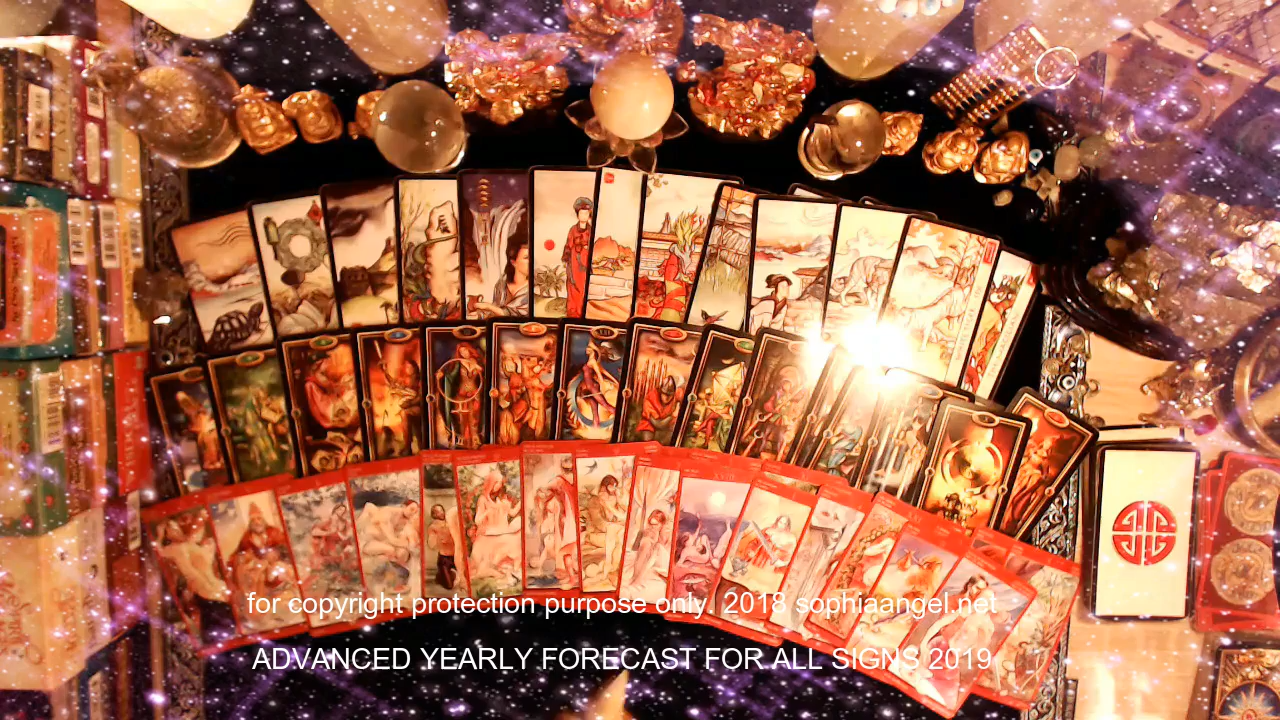 for copyright protection purpose only 2018 sophiaangel.net
ADVANCED YEARLY FORECAST FOR ALL SIGNS 2019